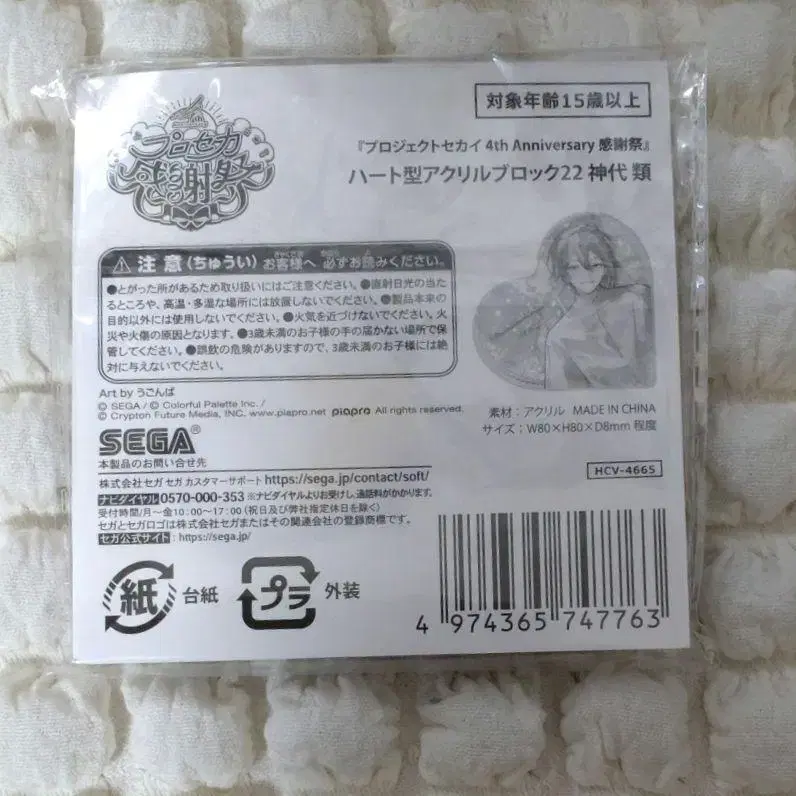 4th
プロセカ
感謝祭
対象年齢15歳以上
『プロジェクトセカイ 4th Anniversary 感謝祭』
ハート型アクリルブロック22 神代 類
注 意 (ちゅうい) お客様へ 必ずお読みください。
●とがった所があるため取り扱いにはご注意ください。●直射日光の当
たるところや、高温・多湿な場所には放置しないでください。●製品本来の
目的以外には使用しないでください。●火気を近づけないでください。火
災や火傷の原因となります。●3歳未満のお子様の手の届かない場所で保
管してください。●誤飲の危険がありますので、3歳未満のお子様には絶
対に与えないでください。
Art by うごんば
© SEGA / © Colorful Palette Inc. /
© Crypton Future Media, INC. www.piapro.net piapro All rights reserved.
素材:アクリル MADE IN CHINA
サイズ:W80×H80×D8mm 程度
HCV-4665
SEGA®
本製品のお問い合せ先
株式会社セガ セガ カスタマーサポート https://sega.jp/contact/soft/
ナビダイヤル 0570-000-353 ※ナビダイヤルよりお受けし、通話料がかかります。
受付時間/月~金10:00~17:00 (祝日及び弊社指定休日を除く)
セガとセガロゴは株式会社セガまたはその関連会社の登録商標です。
セガ公式サイト:https://sega.jp/
紙 台紙
プラ 外装
4 974365 747763